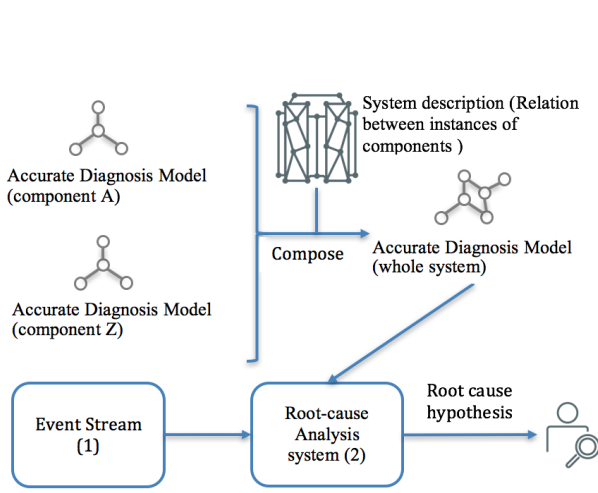 System description (Relation
between instances of
components )
Accurate Diagnosis Model
(component A)
Compose
Accurate Diagnosis Model
(whole system)
Accurate Diagnosis Model
(component Z)
Event Stream
(1)
Root-cause
Analysis
system (2)
Root cause
hypothesis